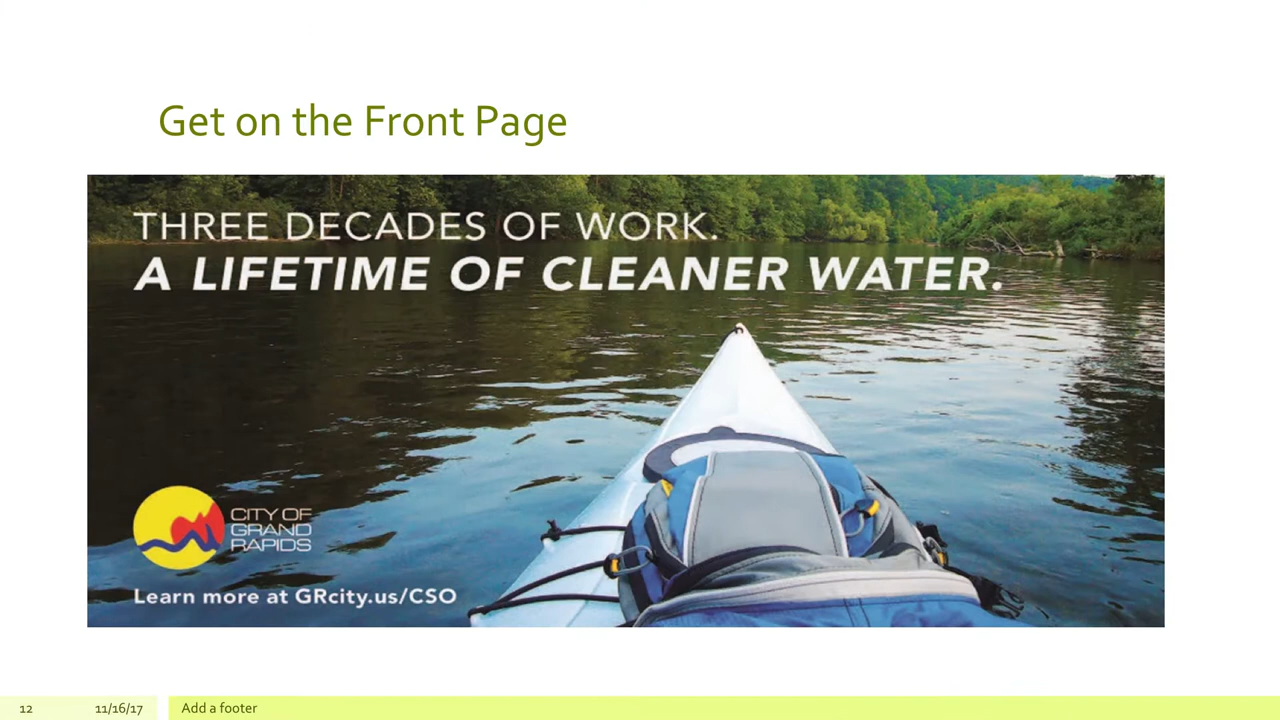 Get on the Front Page
THREE DECADES OF WORK.
A LIFETIME OF CLEANER WATER.
CITY OF
GRAND
RAPIDS
Learn more at GRcity.us/CSO
12 11/16/17 Add a footer